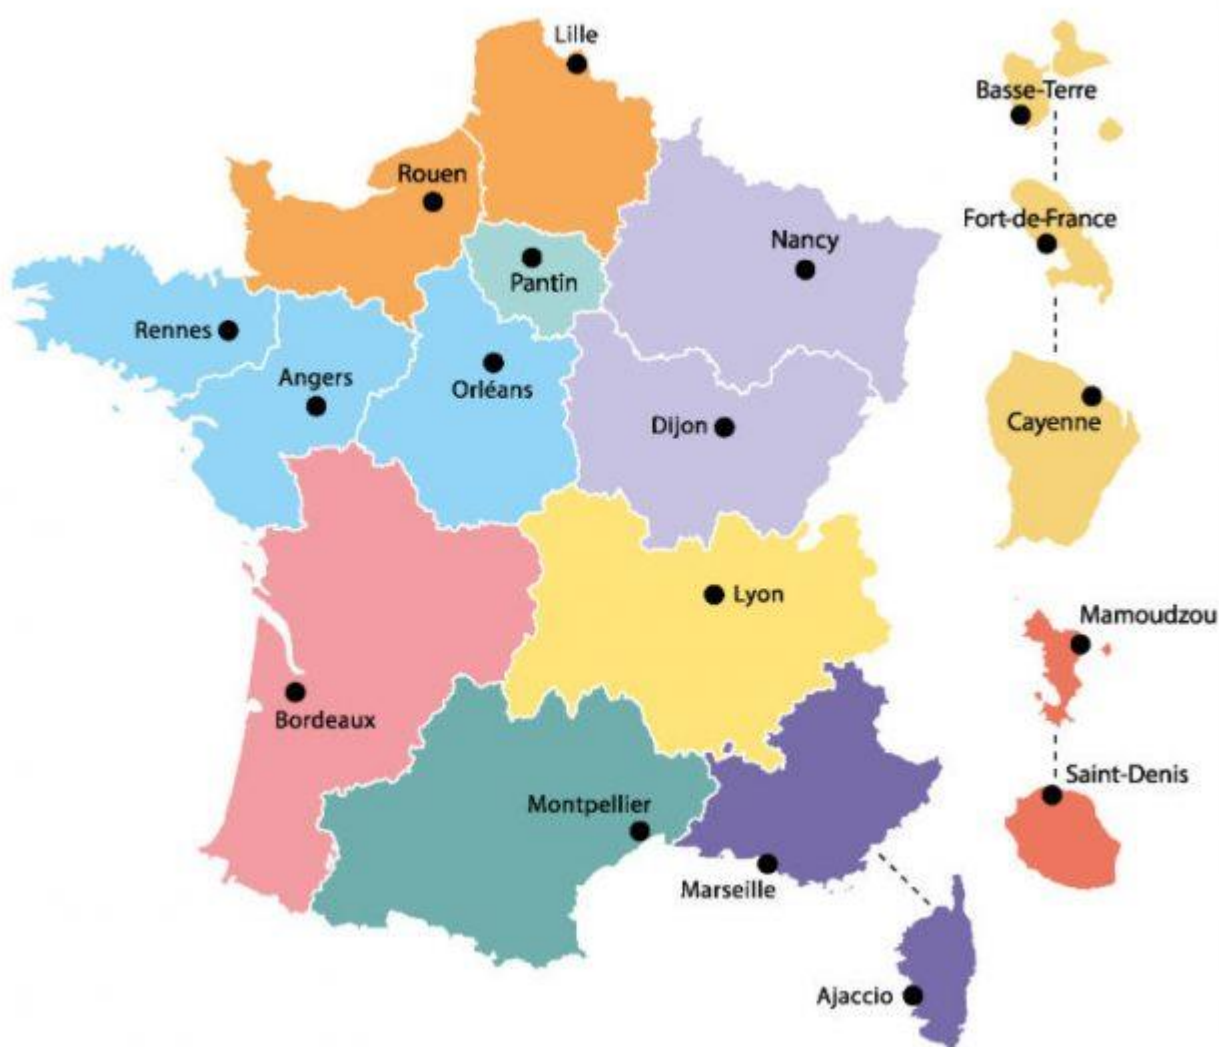 Lille
Basse-Terre
Rouen
Fort-de-France
Nancy
Pantin
Rennes
Angers
Orléans
Dijon
Cayenne
Lyon
Mamoudzou
Bordeaux
Saint-Denis
Montpellier
Marseille
Ajaccio